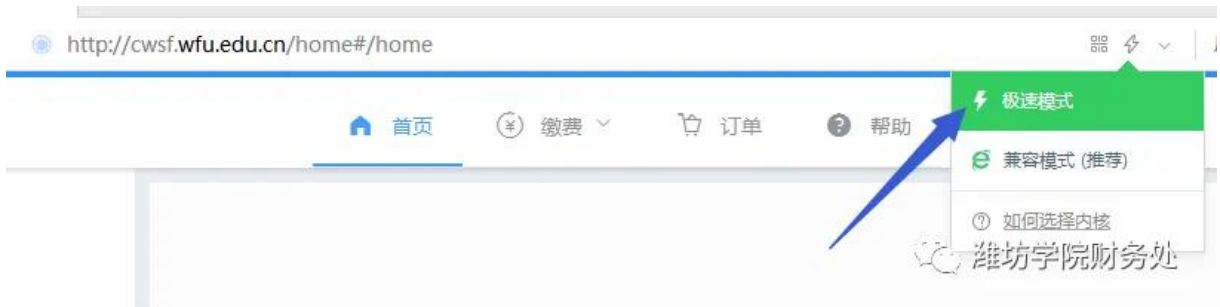 http://cwsf.wfu.edu.cn/home#/home
首页 缴费 订单 帮助
极速模式
兼容模式 (推荐)
如何选择内核
潍坊学院财务处